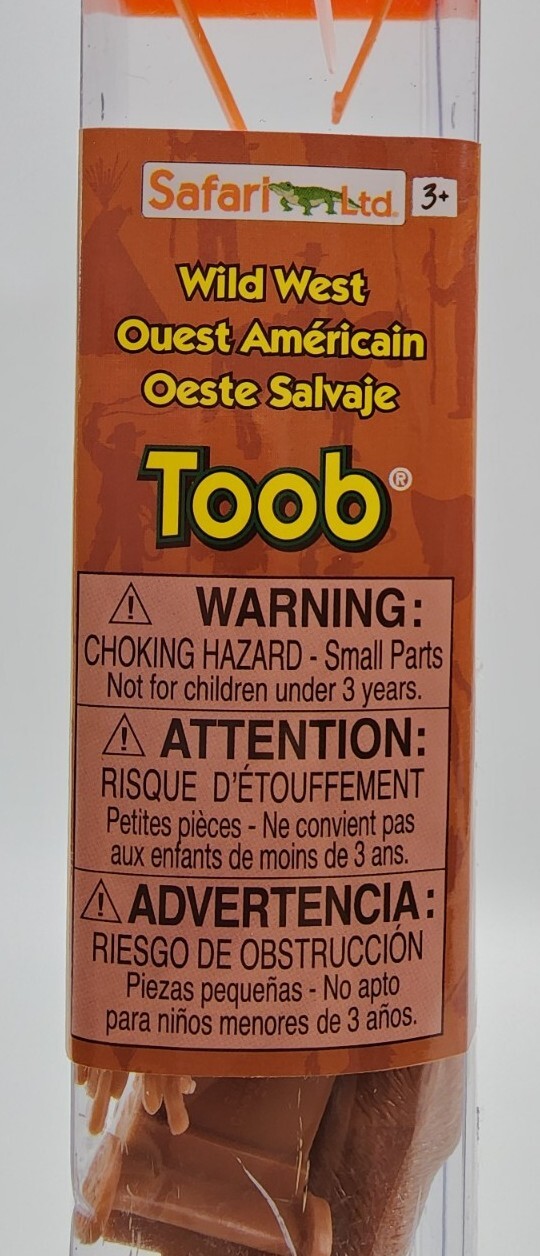 Safari Ltd.® 3+
Wild West
Ouest Américain
Oeste Salvaje
Toob®
WARNING:
CHOKING HAZARD - Small Parts
Not for children under 3 years.
ATTENTION:
RISQUE D'ÉTOUFFEMENT
Petites pièces - Ne convient pas
aux enfants de moins de 3 ans.
ADVERTENCIA:
RIESGO DE OBSTRUCCIÓN
Piezas pequeñas - No apto
para niños menores de 3 años.